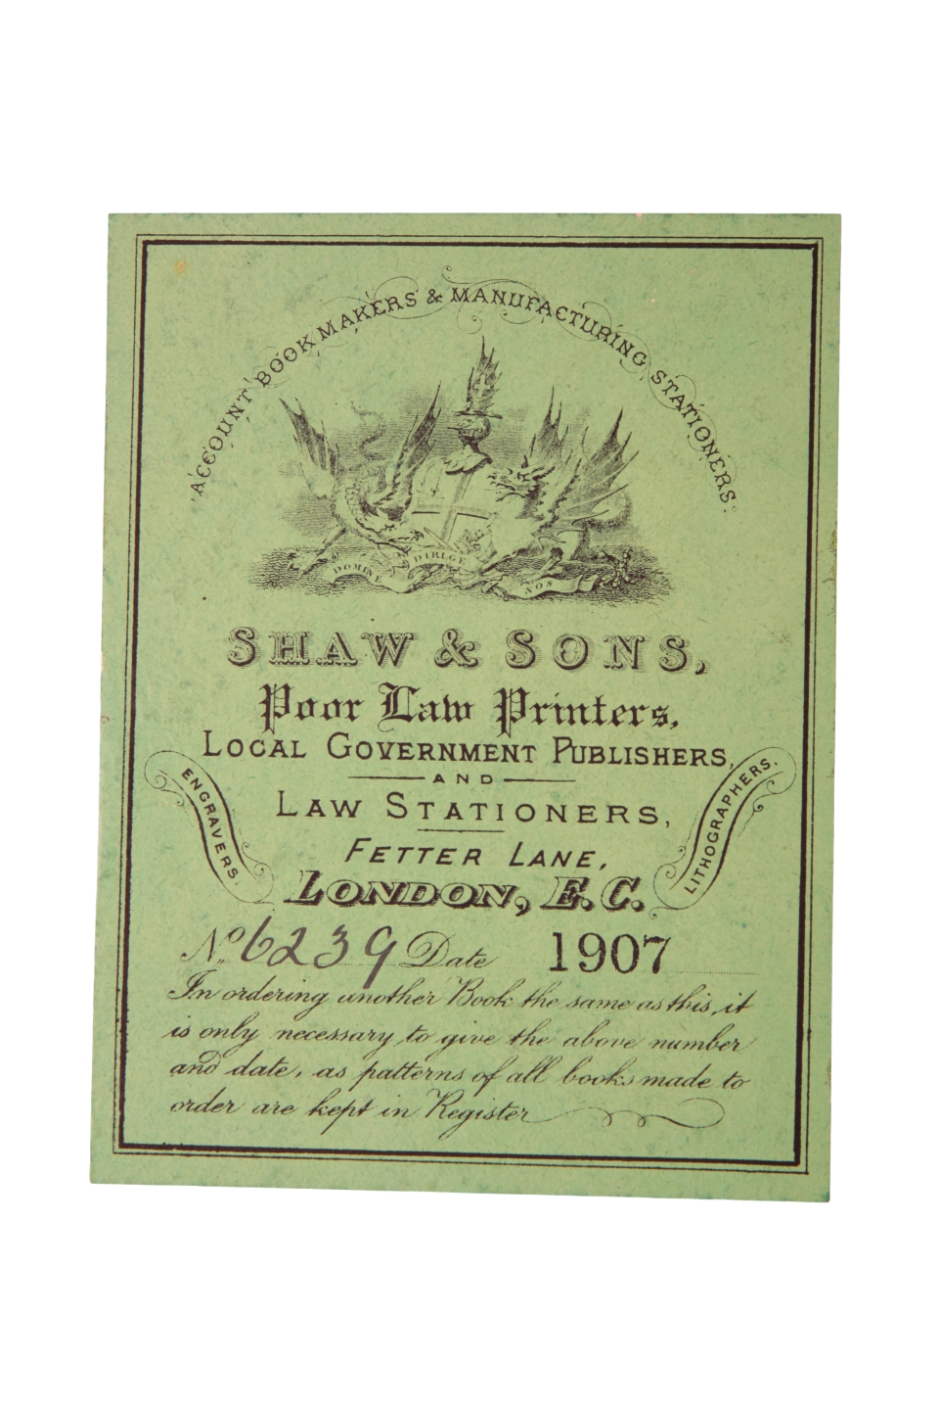 ACCOUNT BOOK MAKERS & MANUFACTURING STATIONERS.
DOMINE DIRIGE NOS
SHAW & SONS,
Poor Law Printers,
LOCAL GOVERNMENT PUBLISHERS,
AND
LAW STATIONERS,
ENGRAVERS.
LITHOGRAPHERS.
FETTER LANE,
LONDON, E.C.
No. 6239 Date 1907
In ordering another Book the same as this, it
is only necessary to give the above number
and date, as patterns of all books made to
order are kept in Register